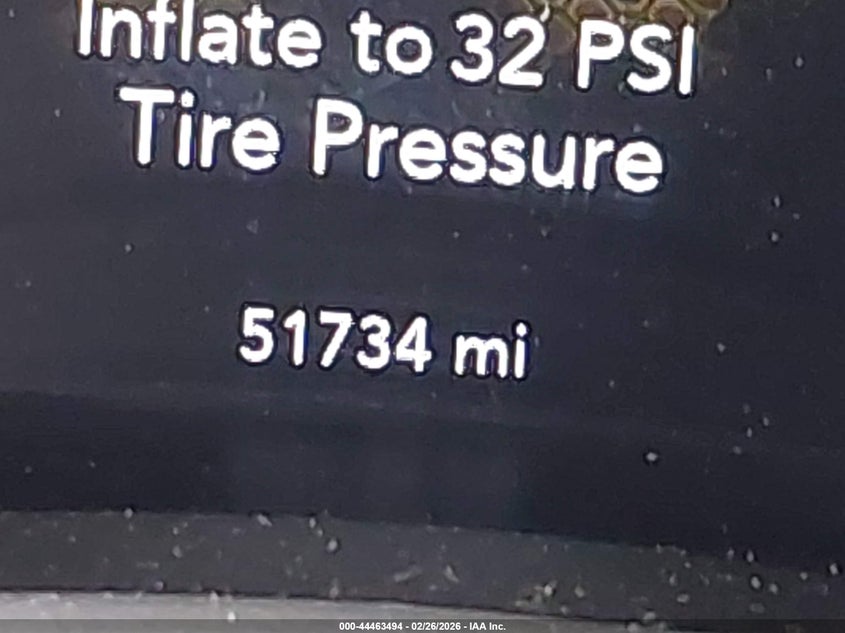 Inflate to 32 PSI
Tire Pressure
51734 mi
000-44463494 - 02/26/2026 - IAA Inc.